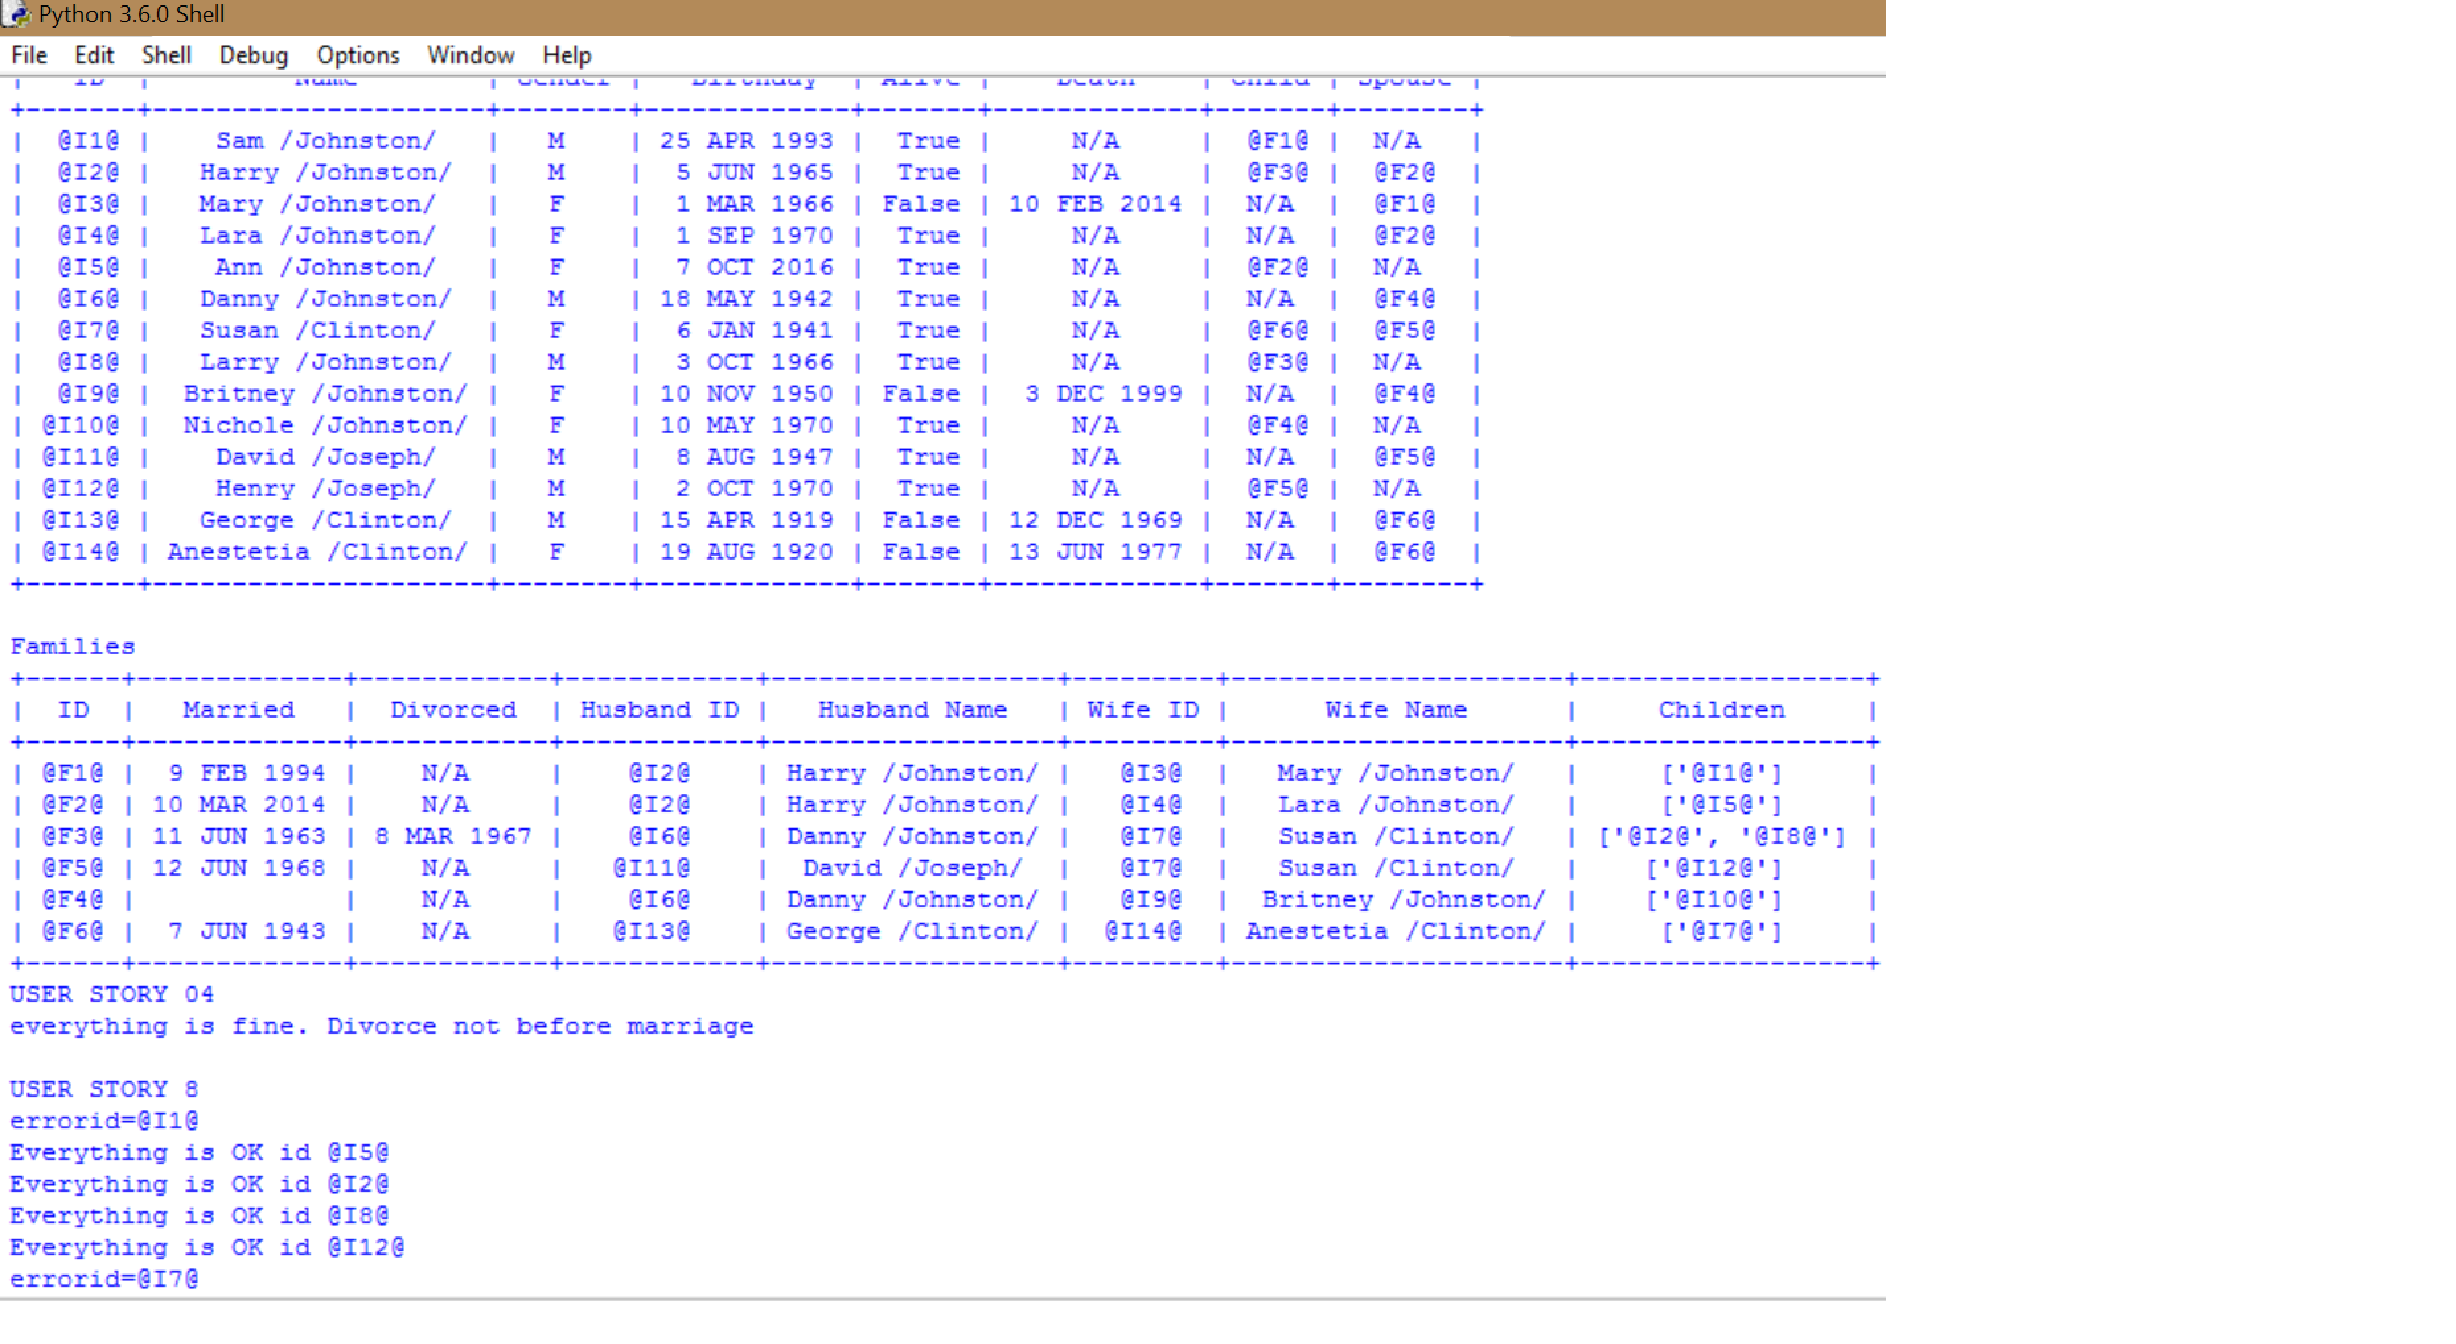 Python 3.6.0 Shell
File Edit Shell Debug Options Window Help
| ID | Name | Gender | Birthday | Alive | Death | Child | Spouse |
+-------+---------------------+--------+-------------+-------+-------------+-------+--------+
| @I1@ | Sam /Johnston/ | M | 25 APR 1993 | True | N/A | @F1@ | N/A |
| @I2@ | Harry /Johnston/ | M | 5 JUN 1965 | True | N/A | @F3@ | @F2@ |
| @I3@ | Mary /Johnston/ | F | 1 MAR 1966 | False | 10 FEB 2014 | N/A | @F1@ |
| @I4@ | Lara /Johnston/ | F | 1 SEP 1970 | True | N/A | N/A | @F2@ |
| @I5@ | Ann /Johnston/ | F | 7 OCT 2016 | True | N/A | @F2@ | N/A |
| @I6@ | Danny /Johnston/ | M | 18 MAY 1942 | True | N/A | N/A | @F4@ |
| @I7@ | Susan /Clinton/ | F | 6 JAN 1941 | True | N/A | @F6@ | @F5@ |
| @I8@ | Larry /Johnston/ | M | 3 OCT 1966 | True | N/A | @F3@ | N/A |
| @I9@ | Britney /Johnston/ | F | 10 NOV 1950 | False | 3 DEC 1999 | N/A | @F4@ |
| @I10@ | Nichole /Johnston/ | F | 10 MAY 1970 | True | N/A | @F4@ | N/A |
| @I11@ | David /Joseph/ | M | 8 AUG 1947 | True | N/A | N/A | @F5@ |
| @I12@ | Henry /Joseph/ | M | 2 OCT 1970 | True | N/A | @F5@ | N/A |
| @I13@ | George /Clinton/ | M | 15 APR 1919 | False | 12 DEC 1969 | N/A | @F6@ |
| @I14@ | Anestetia /Clinton/ | F | 19 AUG 1920 | False | 13 JUN 1977 | N/A | @F6@ |
+-------+---------------------+--------+-------------+-------+-------------+-------+--------+
Families
+------+-------------+------------+------------+------------------+---------+---------------------+------------------+
| ID | Married | Divorced | Husband ID | Husband Name | Wife ID | Wife Name | Children |
+------+-------------+------------+------------+------------------+---------+---------------------+------------------+
| @F1@ | 9 FEB 1994 | N/A | @I2@ | Harry /Johnston/ | @I3@ | Mary /Johnston/ | ['@I1@'] |
| @F2@ | 10 MAR 2014 | N/A | @I2@ | Harry /Johnston/ | @I4@ | Lara /Johnston/ | ['@I5@'] |
| @F3@ | 11 JUN 1963 | 8 MAR 1967 | @I6@ | Danny /Johnston/ | @I7@ | Susan /Clinton/ | ['@I2@', '@I8@'] |
| @F5@ | 12 JUN 1968 | N/A | @I11@ | David /Joseph/ | @I7@ | Susan /Clinton/ | ['@I12@'] |
| @F4@ | | N/A | @I6@ | Danny /Johnston/ | @I9@ | Britney /Johnston/ | ['@I10@'] |
| @F6@ | 7 JUN 1943 | N/A | @I13@ | George /Clinton/ | @I14@ | Anestetia /Clinton/ | ['@I7@'] |
+------+-------------+------------+------------+------------------+---------+---------------------+------------------+
USER STORY 04
everything is fine. Divorce not before marriage
USER STORY 8
errorid=@I1@
Everything is OK id @I5@
Everything is OK id @I2@
Everything is OK id @I8@
Everything is OK id @I12@
errorid=@I7@